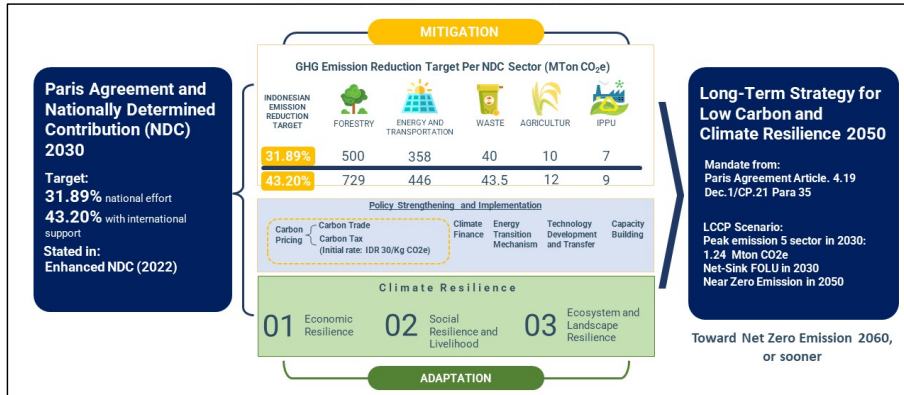 MITIGATION
Paris Agreement and
Nationally Determined
Contribution (NDC)
2030
Target:
31.89% national effort
43.20% with international
support
Stated in:
Enhanced NDC (2022)
GHG Emission Reduction Target Per NDC Sector (MTon CO₂e)
INDONESIAN
EMISSION
REDUCTION
TARGET
FORESTRY
ENERGY AND
TRANSPORTATION
WASTE
AGRICULTUR
IPPU
31.89% 500 358 40 10 7
43.20% 729 446 43.5 12 9
Policy Strengthening and Implementation
Carbon
Pricing
Carbon Trade
Carbon Tax
(Initial rate: IDR 30/Kg CO2e)
Climate
Finance
Energy
Transition
Mechanism
Technology
Development
and Transfer
Capacity
Building
Climate Resilience
01 Economic
Resilience
02 Social
Resilience and
Livelihood
03 Ecosystem and
Landscape
Resilience
ADAPTATION
Long-Term Strategy for
Low Carbon and
Climate Resilience 2050
Mandate from:
Paris Agreement Article. 4.19
Dec.1/CP.21 Para 35
LCCP Scenario:
Peak emission 5 sector in 2030:
1.24 Mton CO2e
Net-Sink FOLU in 2030
Near Zero Emission in 2050
Toward Net Zero Emission 2060,
or sooner